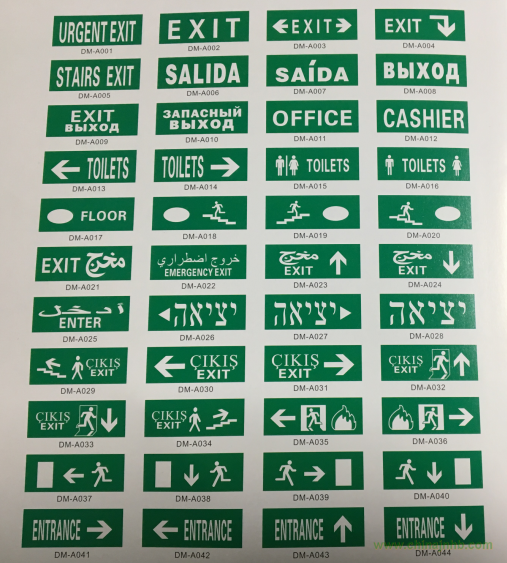 URGENT EXIT
EXIT
EXIT
EXIT
DM-A001
DM-A002
DM-A003
DM-A004
STAIRS EXIT
SALIDA
SAÍDA
ВЫХОД
DM-A005
DM-A006
DM-A007
DM-A008
EXIT
ВЫХОД
ЗАПАСНЫЙ
ВЫХОД
OFFICE
CASHIER
DM-A009
DM-A010
DM-A011
DM-A012
TOILETS
TOILETS
TOILETS
TOILETS
DM-A013
DM-A014
DM-A015
DM-A016
FLOOR
DM-A017
DM-A018
DM-A019
DM-A020
EXIT مخرج
خروج اضطراري
EMERGENCY EXIT
مخرج
EXIT
مخرج
EXIT
DM-A021
DM-A022
DM-A023
DM-A024
ENTER
יציאה
יציאה
יציאה
DM-A025
DM-A026
DM-A027
DM-A028
ÇIKIŞ
EXIT
ÇIKIŞ
EXIT
ÇIKIŞ
EXIT
ÇIKIŞ
EXIT
DM-A029
DM-A030
DM-A031
DM-A032
ÇIKIŞ
EXIT
ÇIKIŞ
EXIT
DM-A033
DM-A034
DM-A035
DM-A036
DM-A037
DM-A038
DM-A039
DM-A040
ENTRANCE
ENTRANCE
ENTRANCE
ENTRANCE
DM-A041
DM-A042
DM-A043
DM-A044